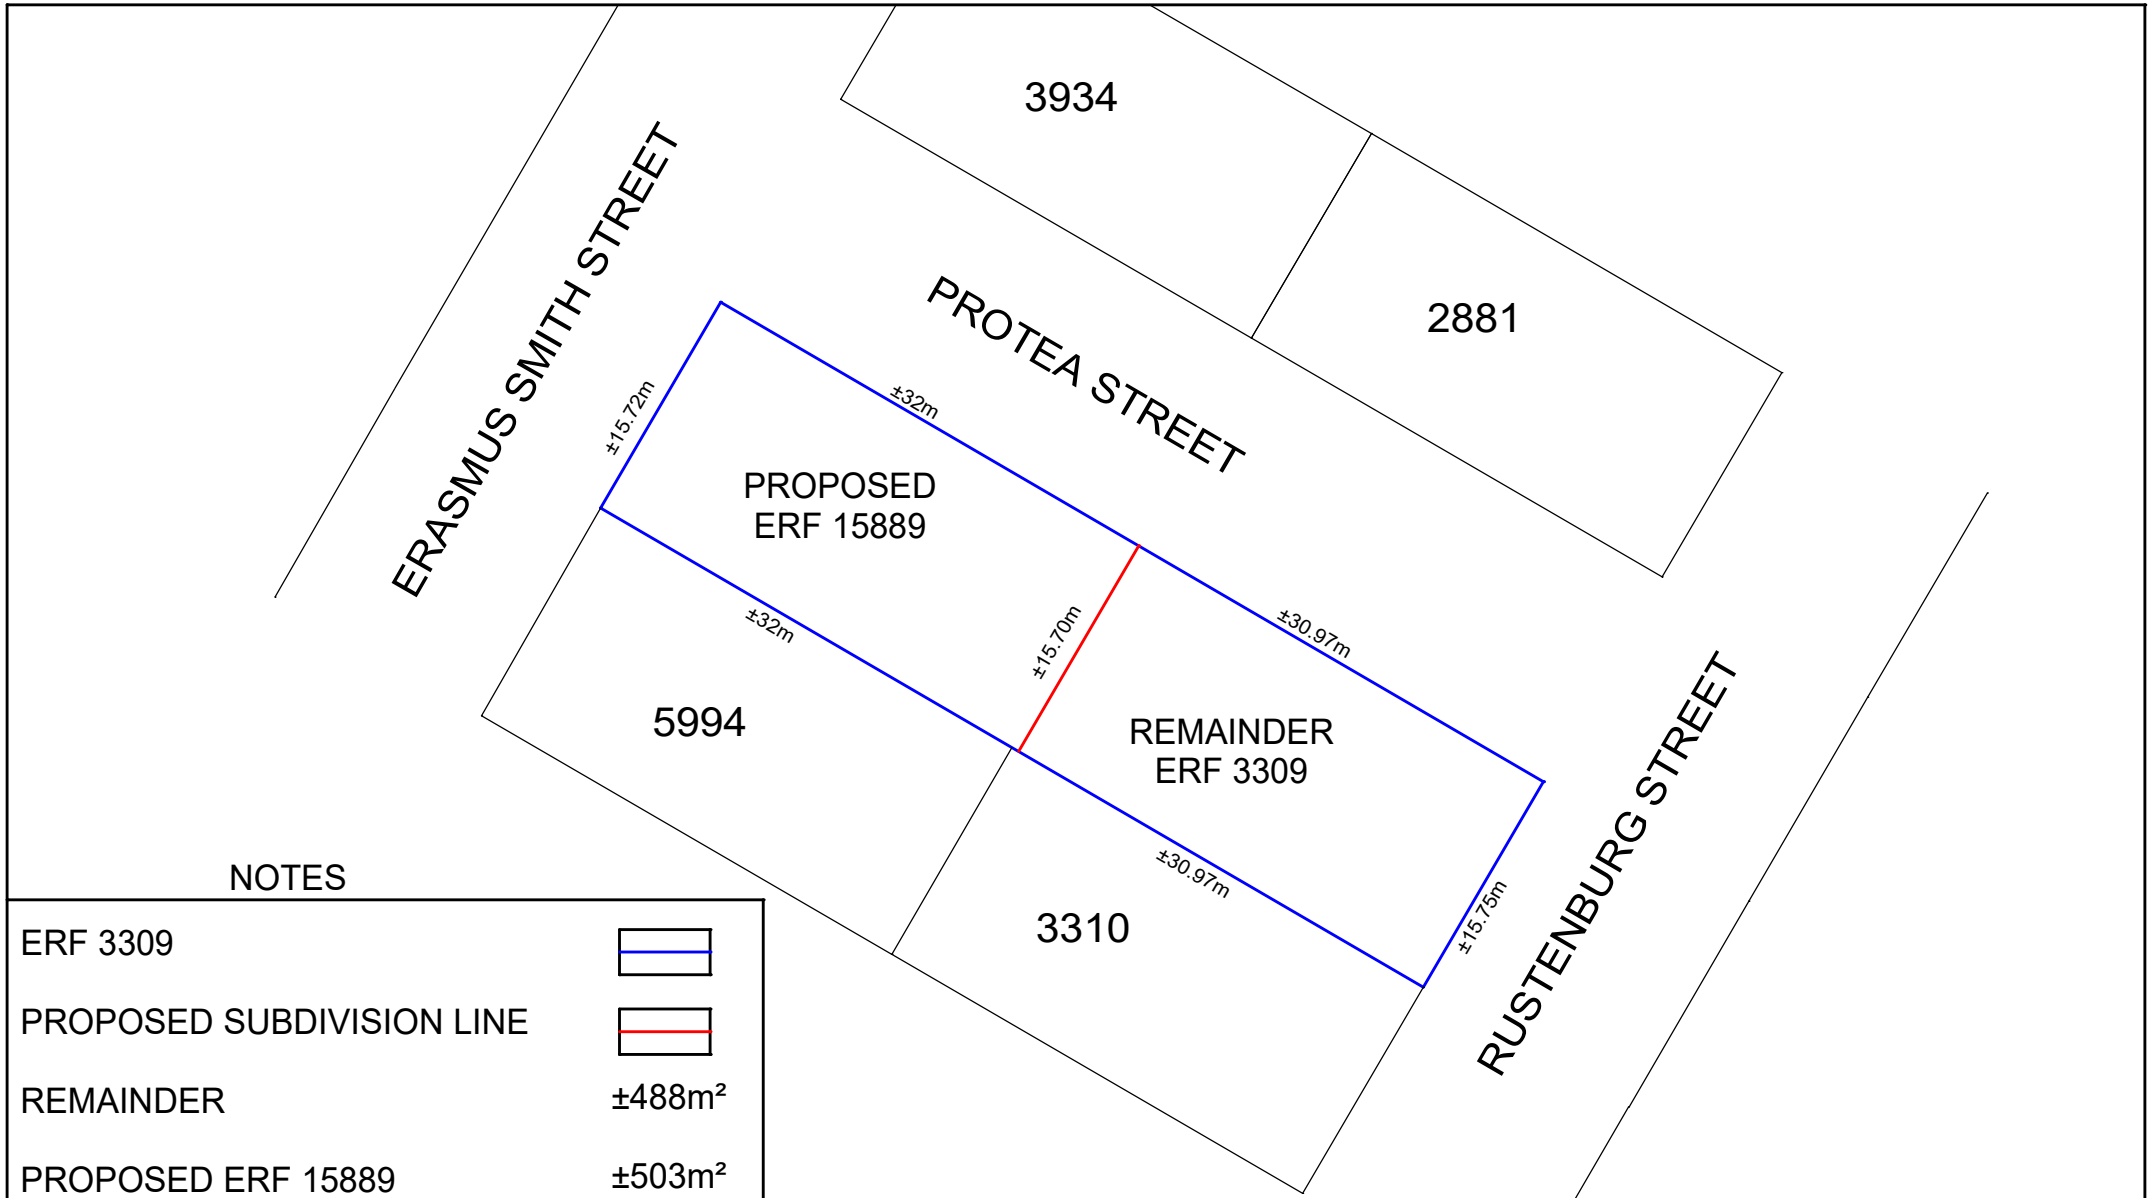 3934
2881
ERASMUS SMITH STREET
PROTEA STREET
±15.72m
±32m
PROPOSED
ERF 15889
±32m
±15.70m
±30.97m
5994
REMAINDER
ERF 3309
±30.97m
±15.75m
RUSTENBURG STREET
3310
NOTES
ERF 3309
PROPOSED SUBDIVISION LINE
REMAINDER ±488m²
PROPOSED ERF 15889 ±503m²